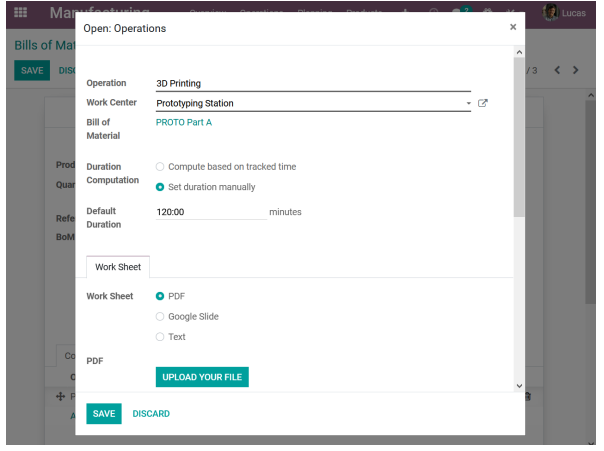 Manufacturing
Lucas
Open: Operations
×
Bills of Mat
SAVE
DISC
/ 3
Operation
3D Printing
Work Center
Prototyping Station
Bill of
Material
PROTO Part A
Prod
Quan
Refe
BoM
Duration
Computation
Compute based on tracked time
Set duration manually
Default
Duration
120:00
minutes
Work Sheet
Work Sheet
PDF
Google Slide
Text
PDF
UPLOAD YOUR FILE
Co
SAVE
DISCARD